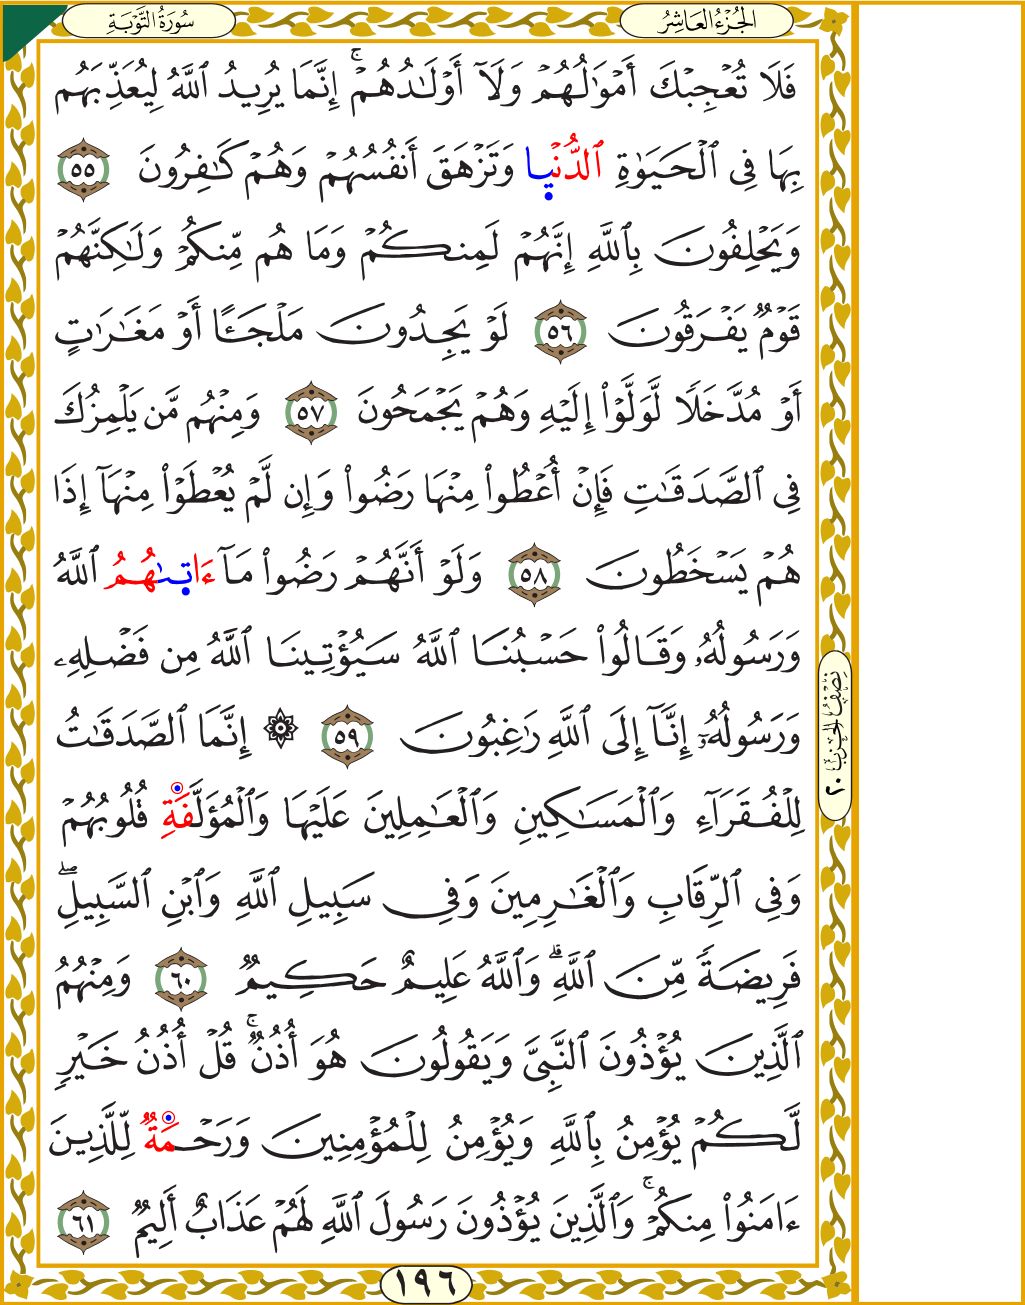 سُورَةُ التَّوْبَةِ
الجُزْءُ العَاشِرُ
فَلَا تُعْجِبْكَ أَمْوَٰلُهُمْ وَلَآ أَوْلَٰدُهُمْ ۚ إِنَّمَا يُرِيدُ ٱللَّهُ لِيُعَذِّبَهُم
بِهَا فِى ٱلْحَيَوٰةِ ٱلدُّنْيا وَتَزْهَقَ أَنفُسُهُمْ وَهُمْ كَٰفِرُونَ ٥٥
وَيَحْلِفُونَ بِٱللَّهِ إِنَّهُمْ لَمِنكُمْ وَمَا هُم مِّنكُمْ وَلَٰكِنَّهُمْ
قَوْمٌ يَفْرَقُونَ ٥٦ لَوْ يَجِدُونَ مَلْجَـًٔا أَوْ مَغَٰرَٰتٍ
أَوْ مُدَّخَلًا لَّوَلَّوْا۟ إِلَيْهِ وَهُمْ يَجْمَحُونَ ٥٧ وَمِنْهُم مَّن يَلْمِزُكَ
فِى ٱلصَّدَقَٰتِ فَإِنْ أُعْطُوا۟ مِنْهَا رَضُوا۟ وَإِن لَّمْ يُعْطَوْا۟ مِنْهَآ إِذَا
هُمْ يَسْخَطُونَ ٥٨ وَلَوْ أَنَّهُمْ رَضُوا۟ مَآ ءَاتىٰهُمُ ٱللَّهُ
وَرَسُولُهُۥ وَقَالُوا۟ حَسْبُنَا ٱللَّهُ سَيُؤْتِينَا ٱللَّهُ مِن فَضْلِهِۦ
وَرَسُولُهُۥٓ إِنَّآ إِلَى ٱللَّهِ رَٰغِبُونَ ٥٩ ۞ إِنَّمَا ٱلصَّدَقَٰتُ
لِلْفُقَرَآءِ وَٱلْمَسَٰكِينِ وَٱلْعَٰمِلِينَ عَلَيْهَا وَٱلْمُؤَلَّفَةِ قُلُوبُهُمْ
وَفِى ٱلرِّقَابِ وَٱلْغَٰرِمِينَ وَفِى سَبِيلِ ٱللَّهِ وَٱبْنِ ٱلسَّبِيلِ ۖ
فَرِيضَةً مِّنَ ٱللَّهِ ۗ وَٱللَّهُ عَلِيمٌ حَكِيمٌ ٦٠ وَمِنْهُمُ
ٱلَّذِينَ يُؤْذُونَ ٱلنَّبِىَّ وَيَقُولُونَ هُوَ أُذُنٌ ۚ قُلْ أُذُنُ خَيْرٍ
لَّكُمْ يُؤْمِنُ بِٱللَّهِ وَيُؤْمِنُ لِلْمُؤْمِنِينَ وَرَحْمَةٌ لِّلَّذِينَ
ءَامَنُوا۟ مِنكُمْ ۚ وَٱلَّذِينَ يُؤْذُونَ رَسُولَ ٱللَّهِ لَهُمْ عَذَابٌ أَلِيمٌ ٦١
نِصْفُ الحِزْبِ ٢٠
١٩٦